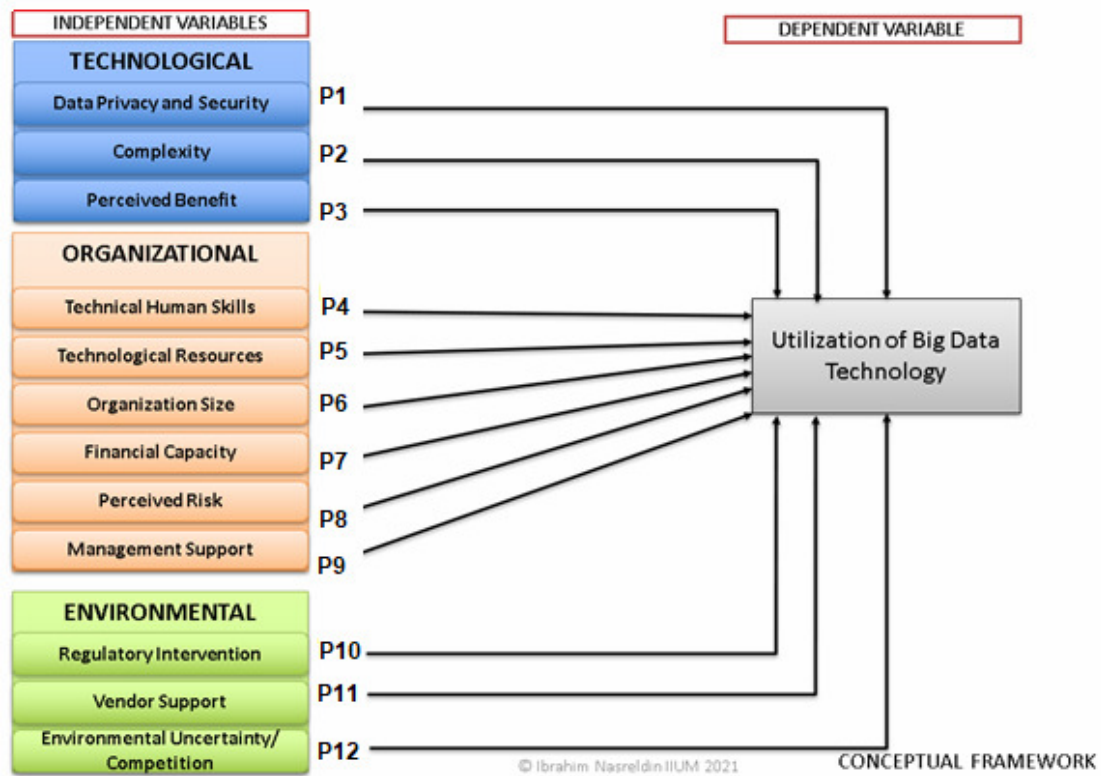 INDEPENDENT VARIABLES
DEPENDENT VARIABLE
TECHNOLOGICAL
Data Privacy and Security
P1
Complexity
P2
Perceived Benefit
P3
ORGANIZATIONAL
Technical Human Skills
P4
Technological Resources
P5
Organization Size
P6
Financial Capacity
P7
Perceived Risk
P8
Management Support
P9
Utilization of Big Data
Technology
ENVIRONMENTAL
Regulatory Intervention
P10
Vendor Support
P11
Environmental Uncertainty/
Competition
P12
© Ibrahim Nasreldin IIUM 2021
CONCEPTUAL FRAMEWORK